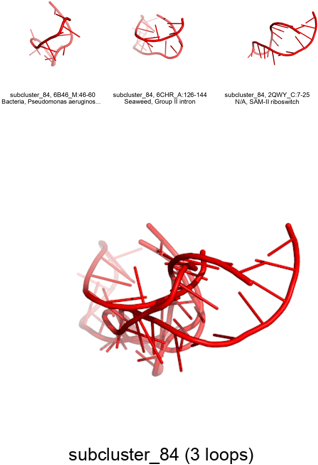 subcluster_84, 6B46_M:46-60
Bacteria, Pseudomonas aeruginos...
subcluster_84, 6CHR_A:126-144
Seaweed, Group II intron
subcluster_84, 2QWY_C:7-25
N/A, SAM-II riboswitch
subcluster_84 (3 loops)